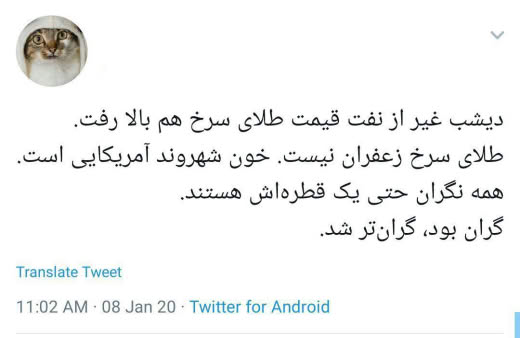 دیشب غیر از نفت قیمت طلای سرخ هم بالا رفت.
طلای سرخ زعفران نیست. خون شهروند آمریکایی است.
همه نگران حتی یک قطره‌اش هستند.
گران بود، گران‌تر شد.
Translate Tweet
11:02 AM · 08 Jan 20 · Twitter for Android